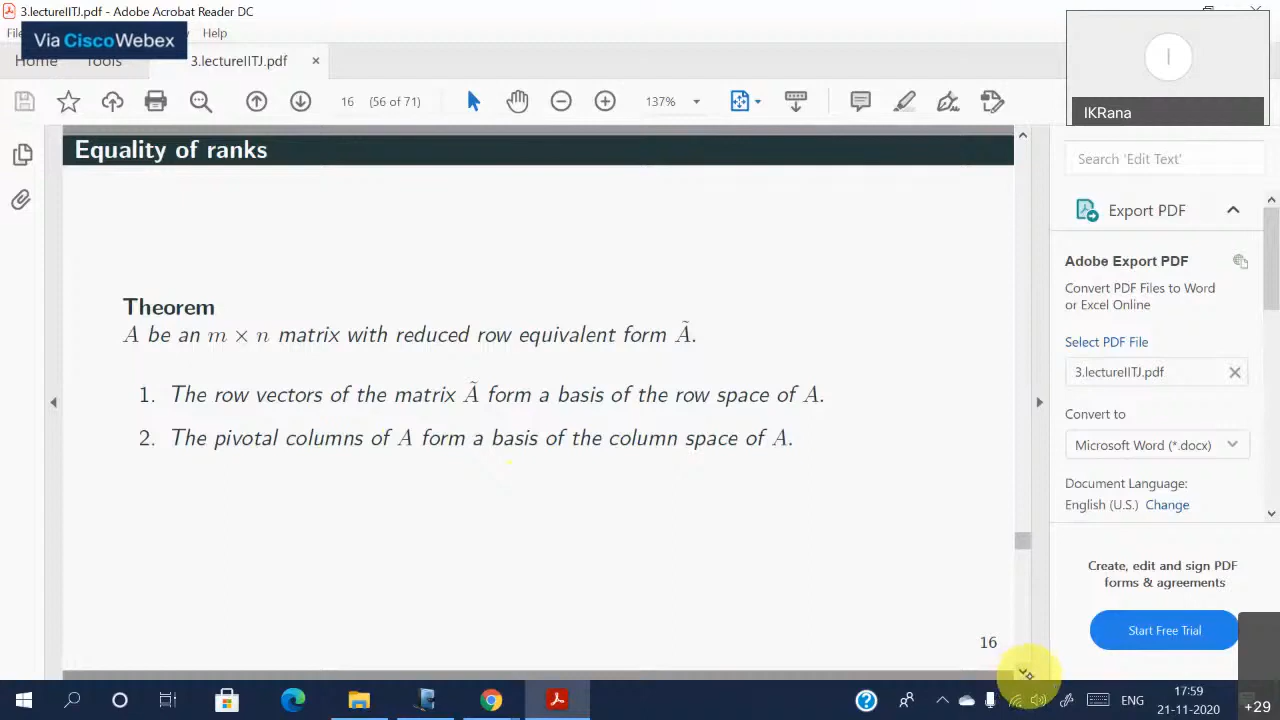 3.lectureIITJ.pdf - Adobe Acrobat Reader DC
Via CiscoWebex
Help
Home Tools 3.lectureIITJ.pdf ×
16 (56 of 71) 137%
I
IKRana
Equality of ranks
Theorem
A be an m × n matrix with reduced row equivalent form Ã.
1. The row vectors of the matrix Ã form a basis of the row space of A.
2. The pivotal columns of A form a basis of the column space of A.
16
Search 'Edit Text'
Export PDF
Adobe Export PDF
Convert PDF Files to Word
or Excel Online
Select PDF File
3.lectureIITJ.pdf
Convert to
Microsoft Word (*.docx)
Document Language:
English (U.S.) Change
Create, edit and sign PDF
forms & agreements
Start Free Trial
ENG
17:59
21-11-2020
+29